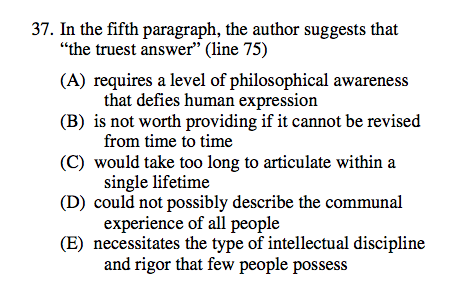 37. In the fifth paragraph, the author suggests that
“the truest answer” (line 75)
(A) requires a level of philosophical awareness
that defies human expression
(B) is not worth providing if it cannot be revised
from time to time
(C) would take too long to articulate within a
single lifetime
(D) could not possibly describe the communal
experience of all people
(E) necessitates the type of intellectual discipline
and rigor that few people possess